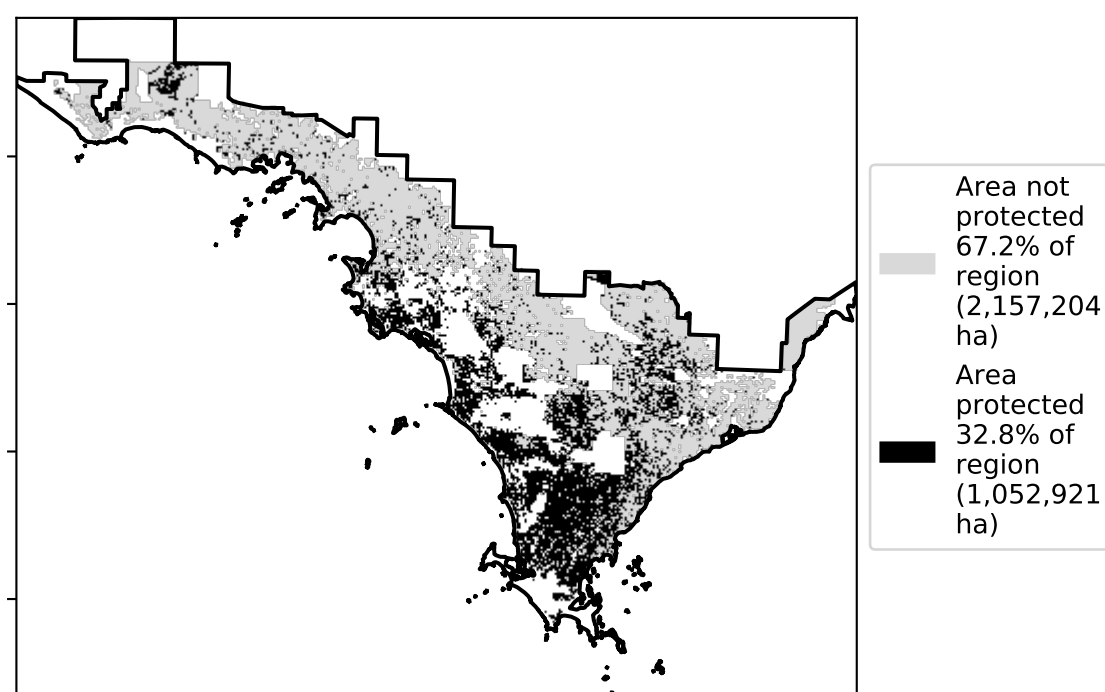 Area not
protected
67.2% of
region
(2,157,204
ha)
Area
protected
32.8% of
region
(1,052,921
ha)